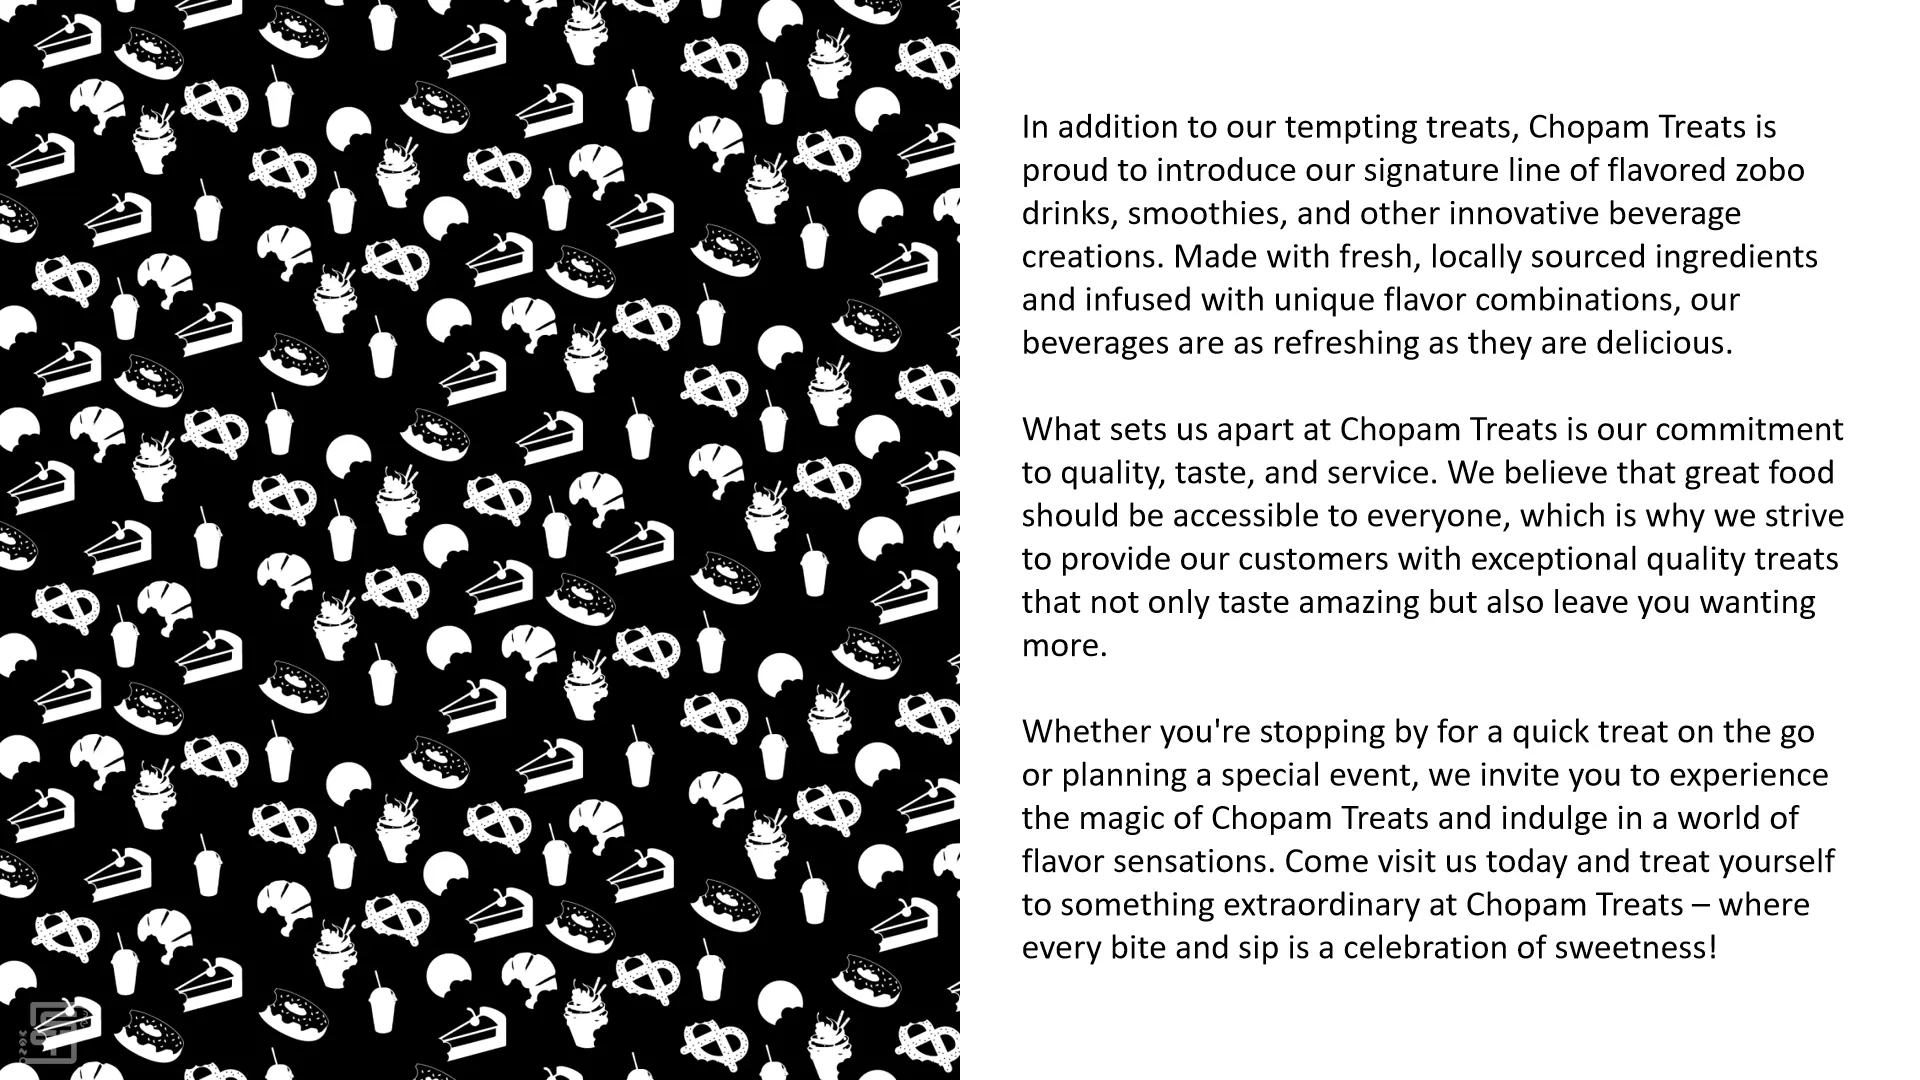 In addition to our tempting treats, Chopam Treats is
proud to introduce our signature line of flavored zobo
drinks, smoothies, and other innovative beverage
creations. Made with fresh, locally sourced ingredients
and infused with unique flavor combinations, our
beverages are as refreshing as they are delicious.
What sets us apart at Chopam Treats is our commitment
to quality, taste, and service. We believe that great food
should be accessible to everyone, which is why we strive
to provide our customers with exceptional quality treats
that not only taste amazing but also leave you wanting
more.
Whether you're stopping by for a quick treat on the go
or planning a special event, we invite you to experience
the magic of Chopam Treats and indulge in a world of
flavor sensations. Come visit us today and treat yourself
to something extraordinary at Chopam Treats – where
every bite and sip is a celebration of sweetness!